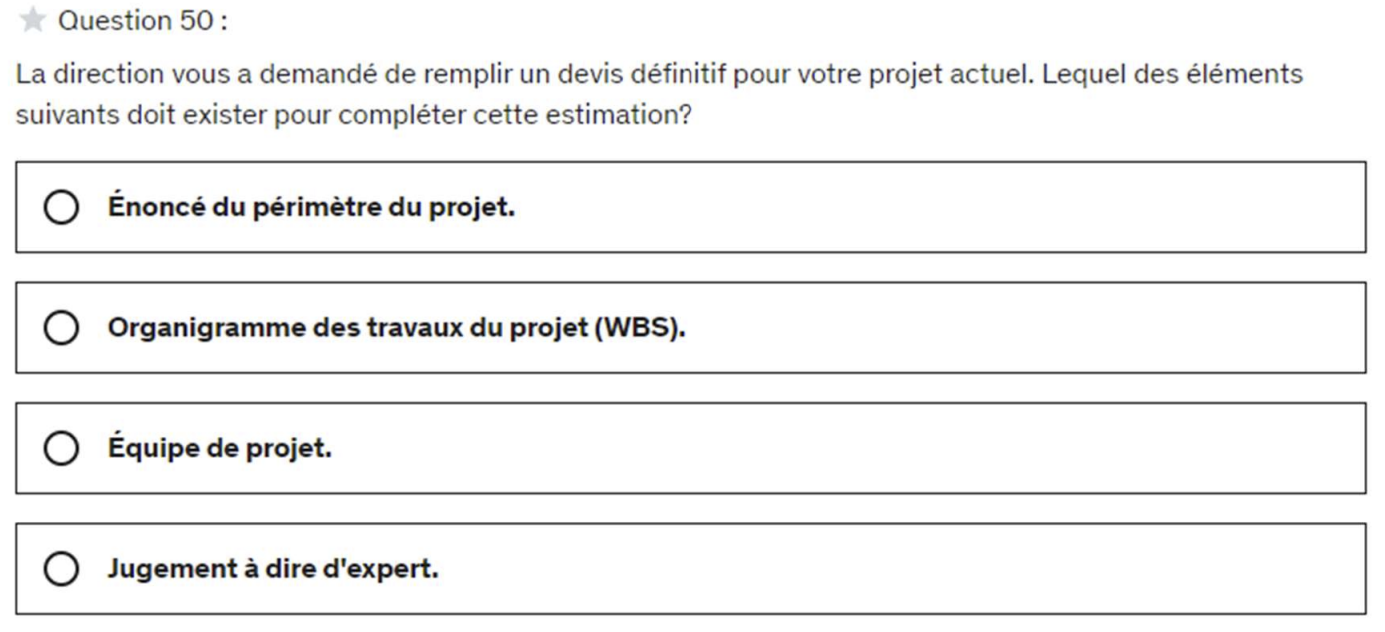 Question 50 :
La direction vous a demandé de remplir un devis définitif pour votre projet actuel. Lequel des éléments
suivants doit exister pour compléter cette estimation?
Énoncé du périmètre du projet.
Organigramme des travaux du projet (WBS).
Équipe de projet.
Jugement à dire d'expert.